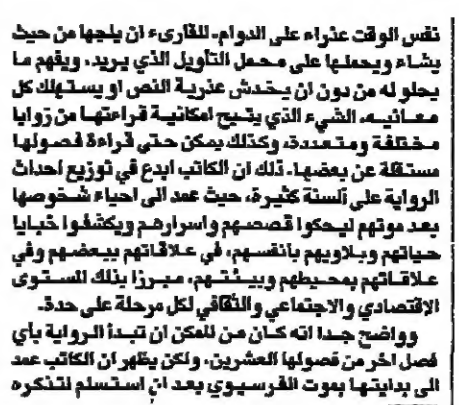 نفس الوقت عذراء على الدوام. للقارىء ان يلجها من حيث
يشاء ويحملها على محمل التأويل الذي يريد، ويفهم ما
يحلو له من دون ان يخدش عذرية النص او يستهلك كل
معانيه، الشيء الذي يتيح امكانية قراءتها من زوايا
مختلفة ومتعددة، وكذلك يمكن حتى قراءة فصولها
مستقلة عن بعضها. ذلك ان الكاتب ابدع في توزيع احداث
الرواية على ألسنة كثيرة، حيث عمد الى احياء شخوصها
بعد موتهم ليحكوا قصصهم واسرارهم ويكشفوا خبايا
حياتهم وبلاويهم بأنفسهم، في علاقاتهم ببعضهم وفي
علاقاتهم بمحيطهم وبيئتهم، مبرزا بذلك المستوى
الاقتصادي والاجتماعي والثقافي لكل مرحلة على حدة.
وواضح جدا انه كان من الممكن ان تبدأ الرواية بأي
فصل اخر من فصولها العشرين، ولكن يظهر ان الكاتب عمد
الى بدايتها بموت الفرسيوي بعد ان استسلم لتذكره